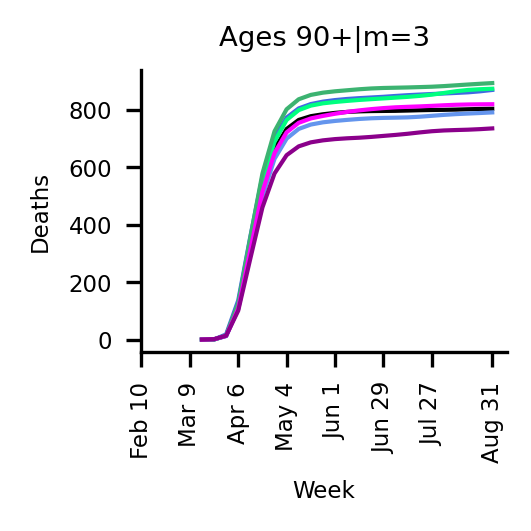 Ages 90+|m=3
Deaths
800
600
400
200
0
Feb 10
Mar 9
Apr 6
May 4
Jun 1
Jun 29
Jul 27
Aug 31
Week